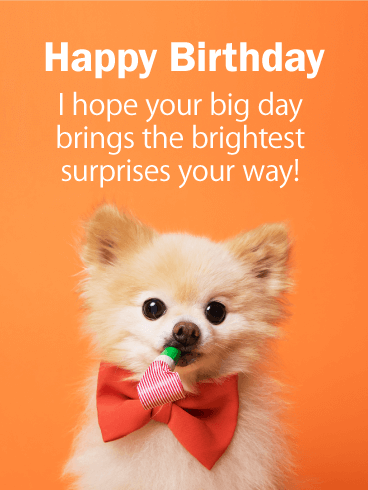 Happy Birthday
I hope your big day
brings the brightest
surprises your way!